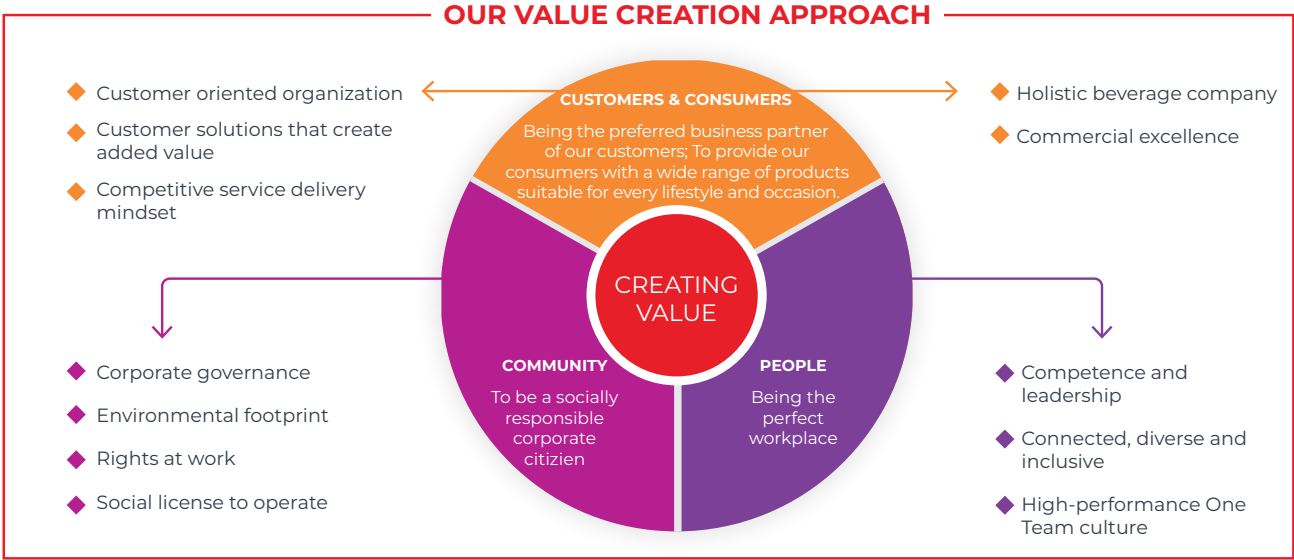 OUR VALUE CREATION APPROACH
Customer oriented organization
Customer solutions that create
added value
Competitive service delivery
mindset
CUSTOMERS & CONSUMERS
Being the preferred business partner
of our customers; To provide our
consumers with a wide range of products
suitable for every lifestyle and occasion.
Holistic beverage company
Commercial excellence
CREATING
VALUE
COMMUNITY
To be a socially
responsible
corporate
citizien
PEOPLE
Being the
perfect
workplace
Corporate governance
Environmental footprint
Rights at work
Social license to operate
Competence and
leadership
Connected, diverse and
inclusive
High-performance One
Team culture